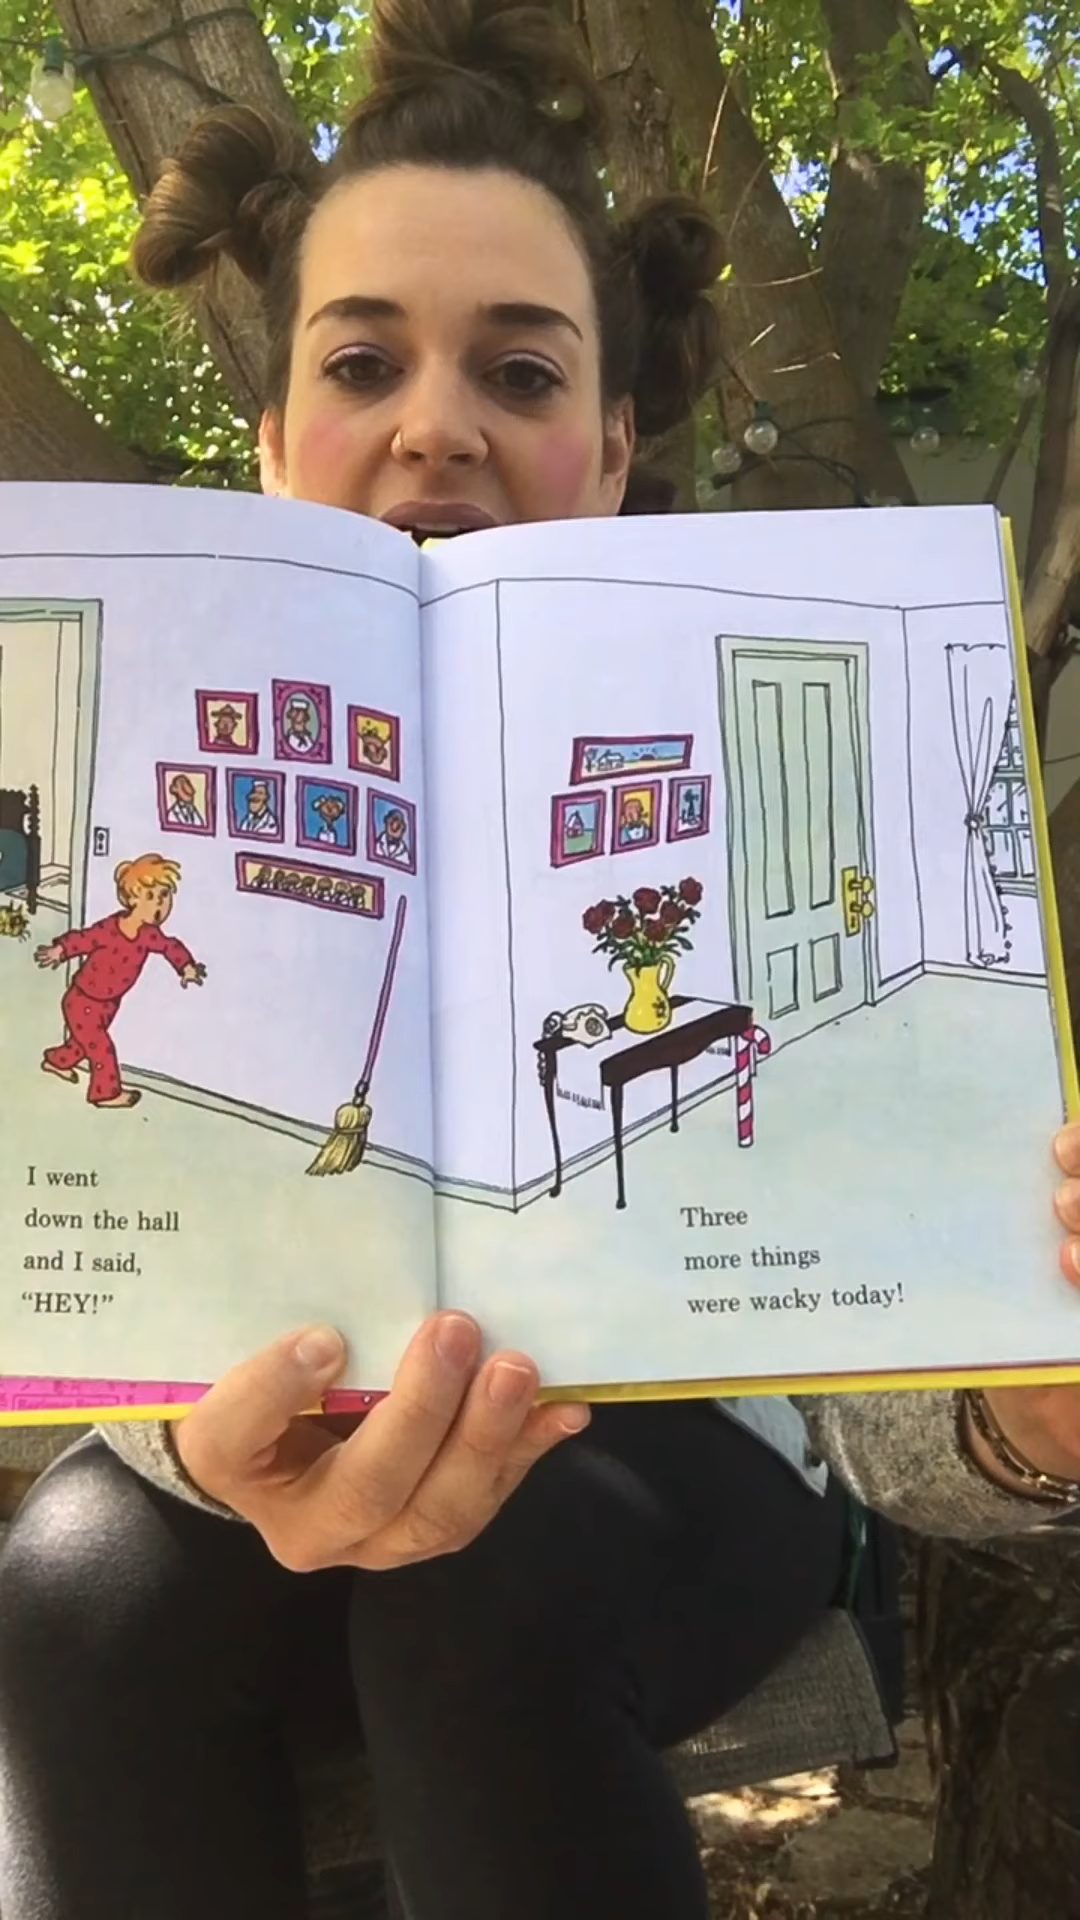 I went
down the hall
and I said,
"HEY!"
Three
more things
were wacky today!